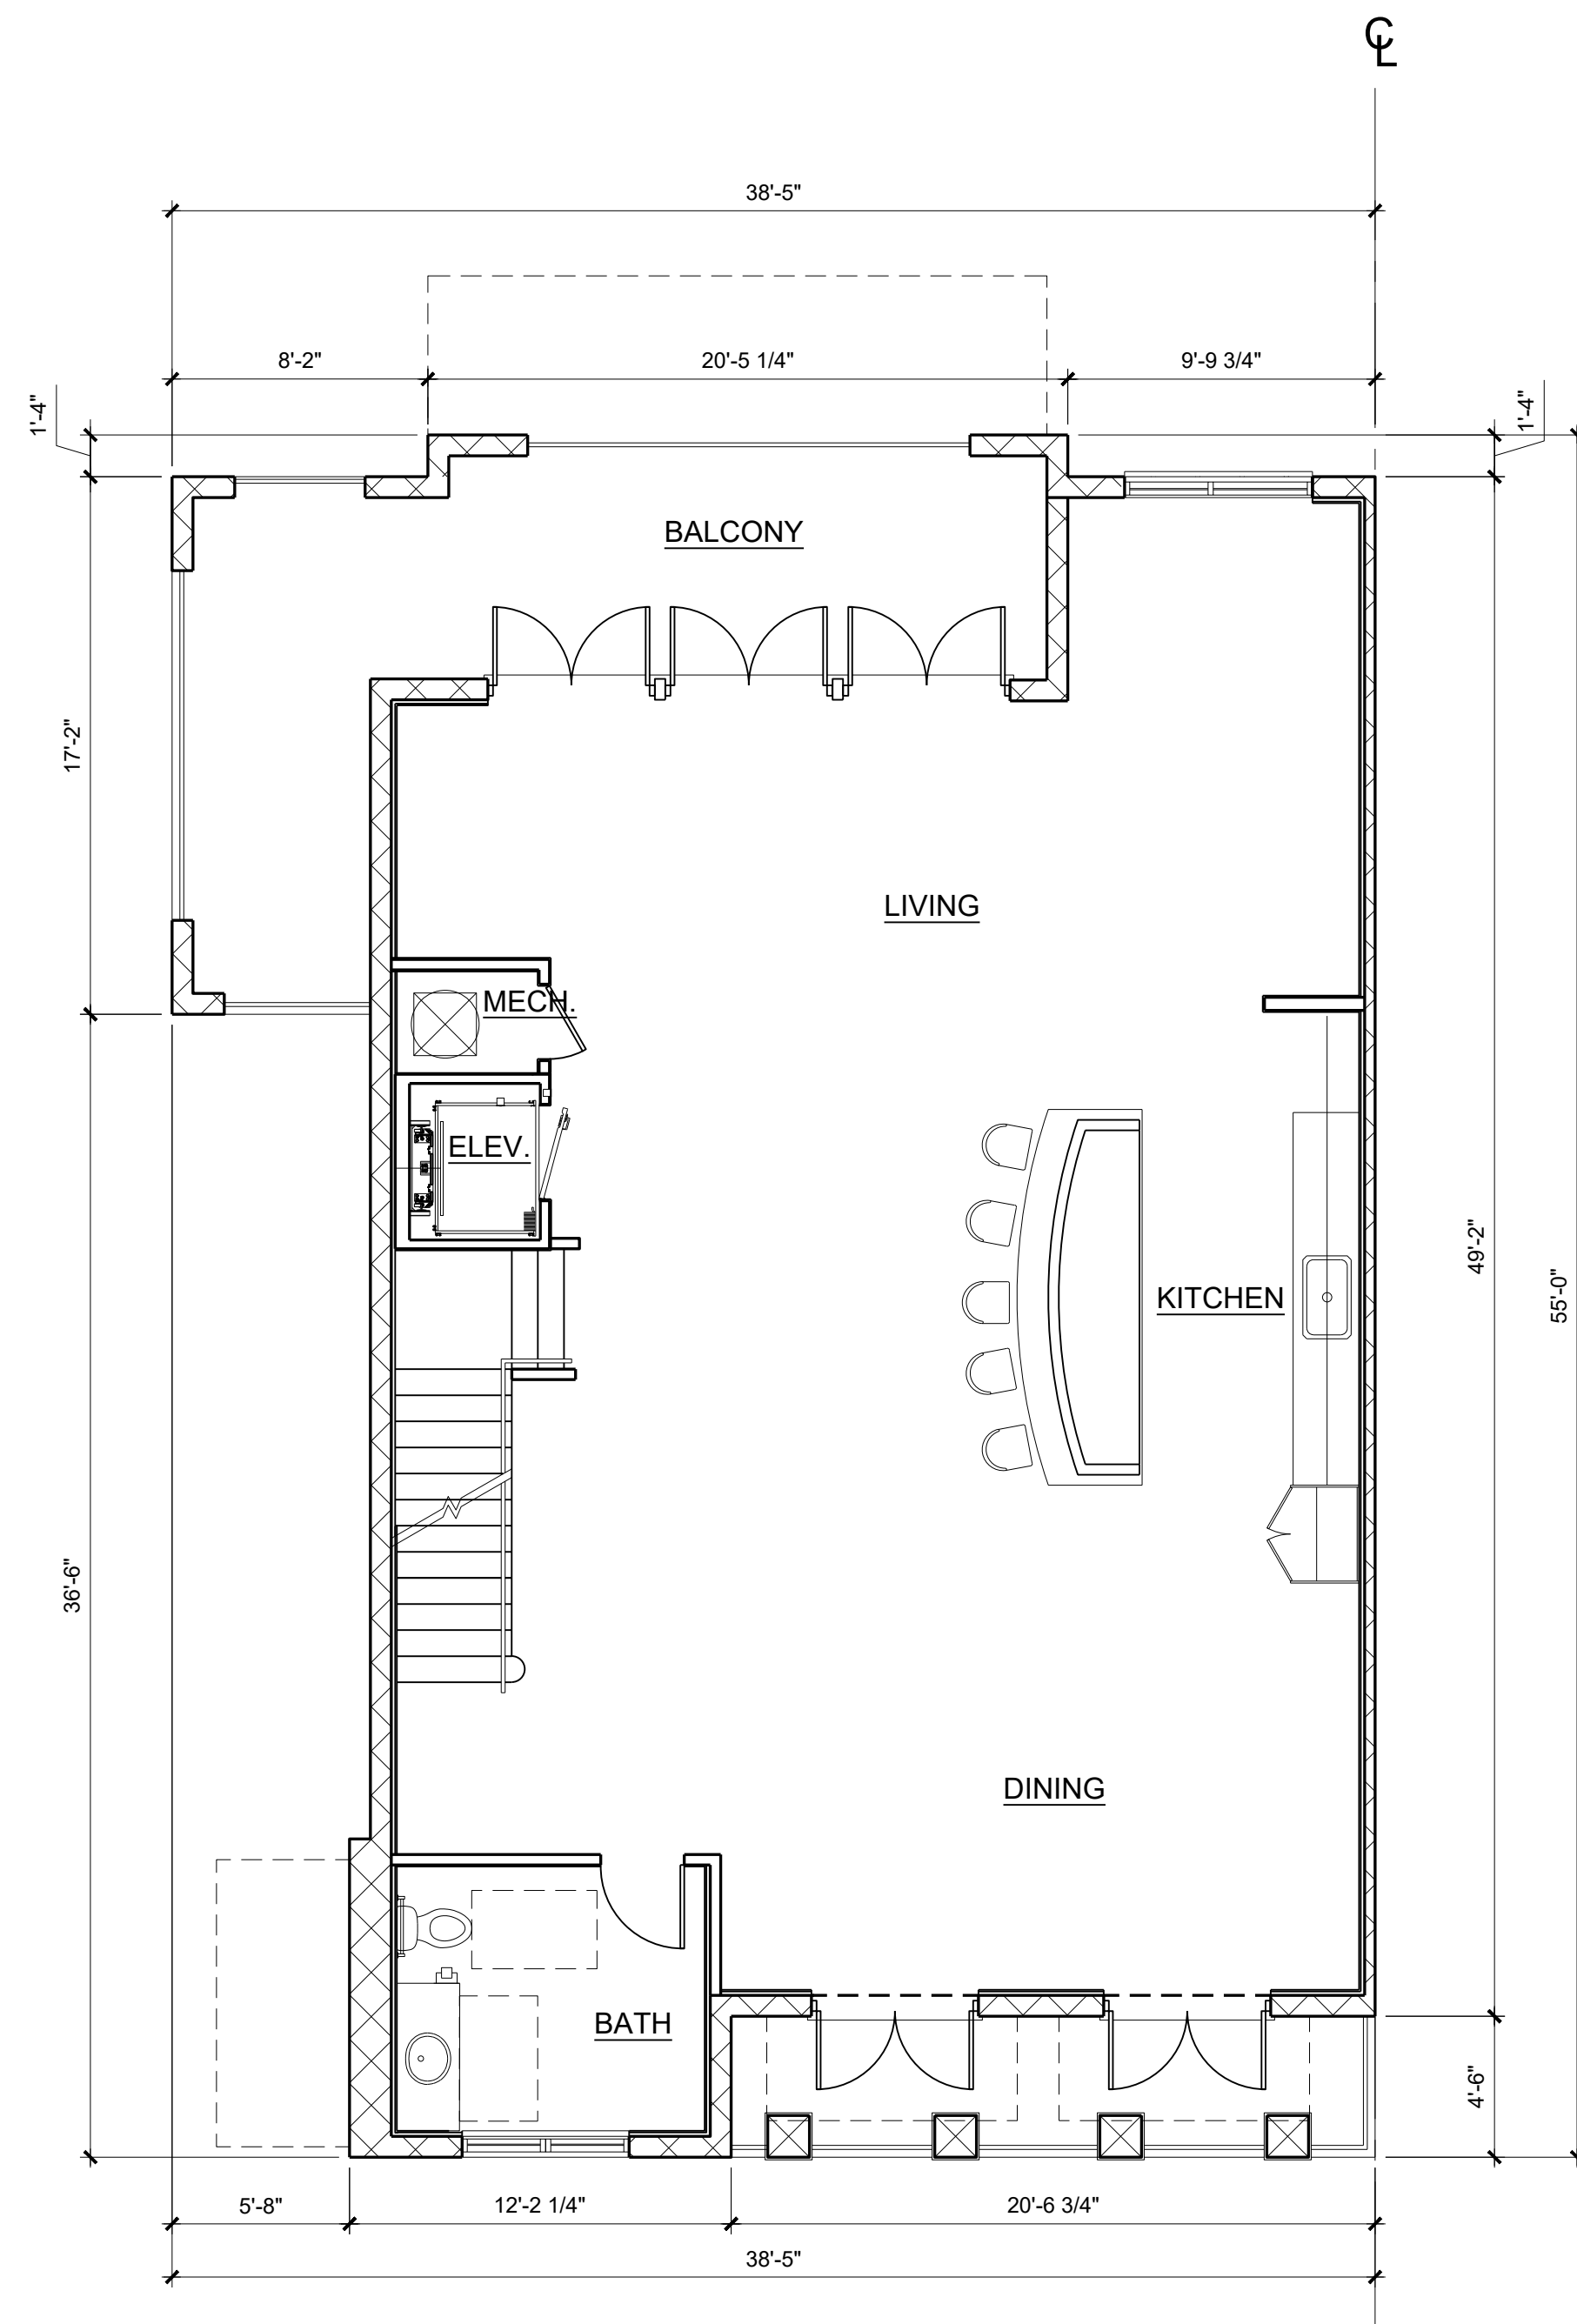 ℄
38'-5"
8'-2"
20'-5 1/4"
9'-9 3/4"
1'-4"
1'-4"
BALCONY
17'-2"
LIVING
MECH.
ELEV.
49'-2"
55'-0"
KITCHEN
36'-6"
DINING
BATH
4'-6"
5'-8"
12'-2 1/4"
20'-6 3/4"
38'-5"